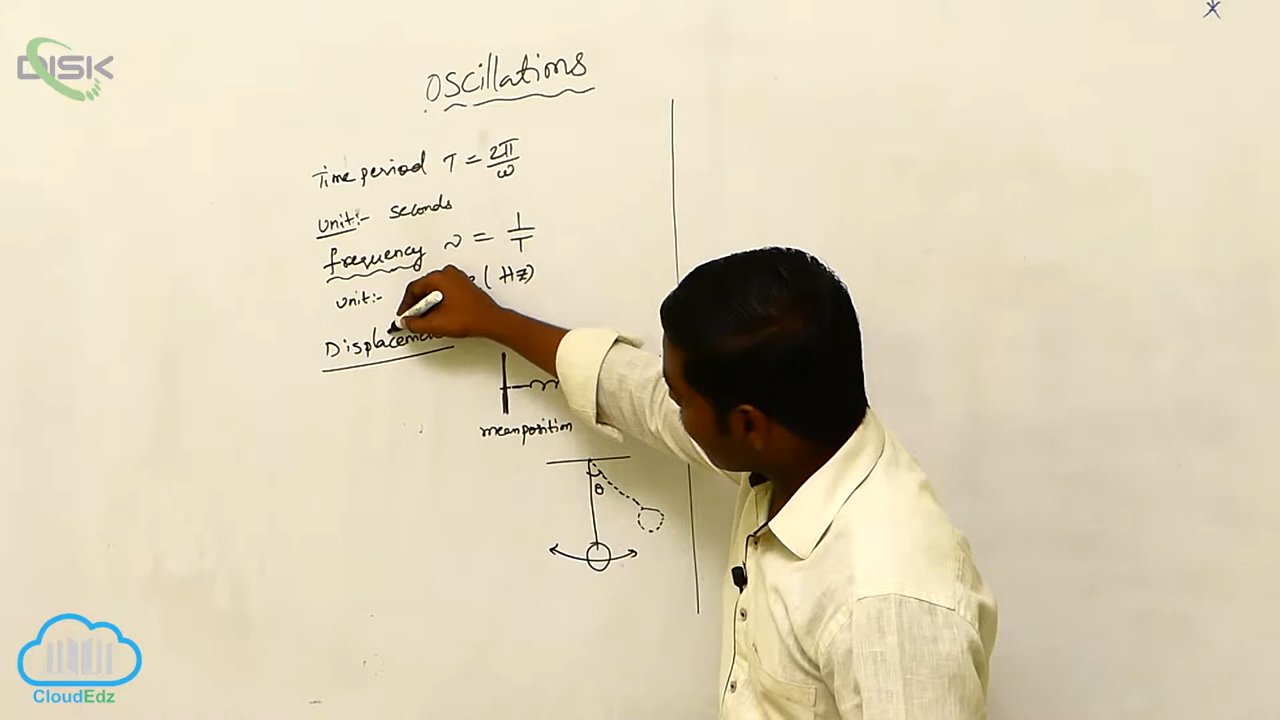 DISK
Oscillations
Time period T = 2π/ω
Unit:- seconds
frequency ν = 1/T
unit:- (Hz)
Displacement
mean position
θ
CloudEdz